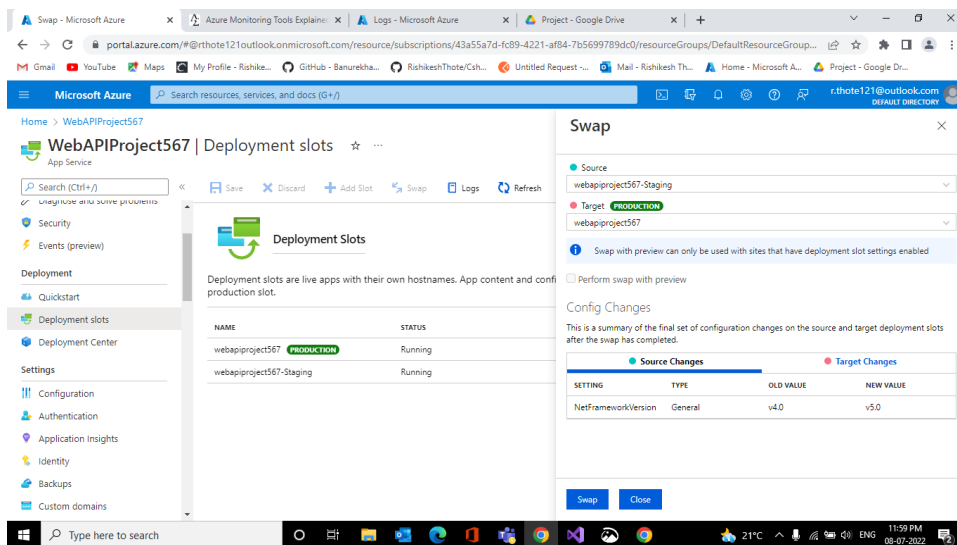 Swap - Microsoft Azure
Azure Monitoring Tools Explained
Logs - Microsoft Azure
Project - Google Drive
portal.azure.com/#@rthote121outlook.onmicrosoft.com/resource/subscriptions/43a55a7d-fc89-4221-af84-7b5699789dc0/resourceGroups/DefaultResourceGroup...
Gmail
YouTube
Maps
My Profile - Rishike...
GitHub - Banurekha...
RishikeshThote/Csh...
Untitled Request -...
Mail - Rishikesh Th...
Home - Microsoft A...
Project - Google Dr...
Microsoft Azure
Search resources, services, and docs (G+/)
r.thote121@outlook.com
DEFAULT DIRECTORY
Home > WebAPIProject567
WebAPIProject567 | Deployment slots
App Service
Search (Ctrl+/)
Diagnose and solve problems
Security
Events (preview)
Deployment
Quickstart
Deployment slots
Deployment Center
Settings
Configuration
Authentication
Application Insights
Identity
Backups
Custom domains
Save
Discard
Add Slot
Swap
Logs
Refresh
Deployment Slots
Deployment slots are live apps with their own hostnames. App content and confi
production slot.
NAME STATUS
webapiproject567 PRODUCTION Running
webapiproject567-Staging Running
Swap
Source
webapiproject567-Staging
Target PRODUCTION
webapiproject567
Swap with preview can only be used with sites that have deployment slot settings enabled
Perform swap with preview
Config Changes
This is a summary of the final set of configuration changes on the source and target deployment slots
after the swap has completed.
Source Changes
Target Changes
SETTING TYPE OLD VALUE NEW VALUE
NetFrameworkVersion General v4.0 v5.0
Swap
Close
Type here to search
21°C
ENG
11:59 PM
08-07-2022
2